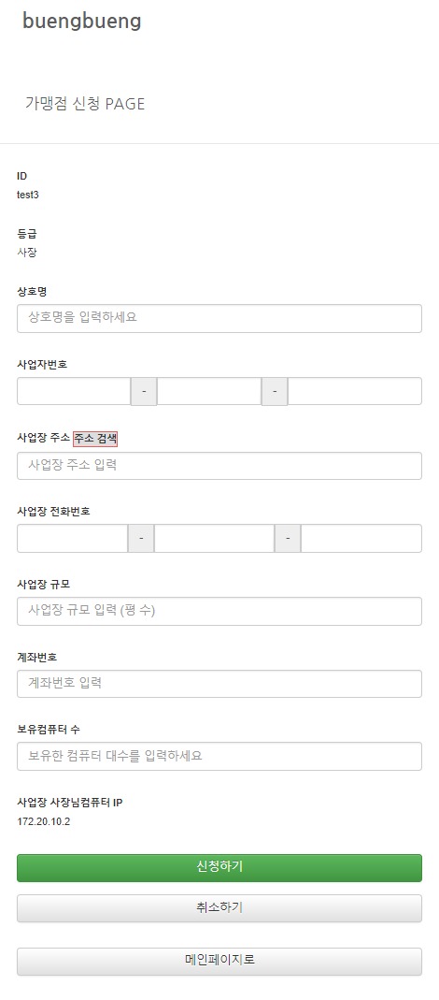 buengbueng
가맹점 신청 PAGE
ID
test3
등급
사장
상호명
상호명을 입력하세요
사업자번호
- -
사업장 주소 주소 검색
사업장 주소 입력
사업장 전화번호
- -
사업장 규모
사업장 규모 입력 (평 수)
계좌번호
계좌번호 입력
보유컴퓨터 수
보유한 컴퓨터 대수를 입력하세요
사업장 사장님컴퓨터 IP
172.20.10.2
신청하기
취소하기
메인페이지로